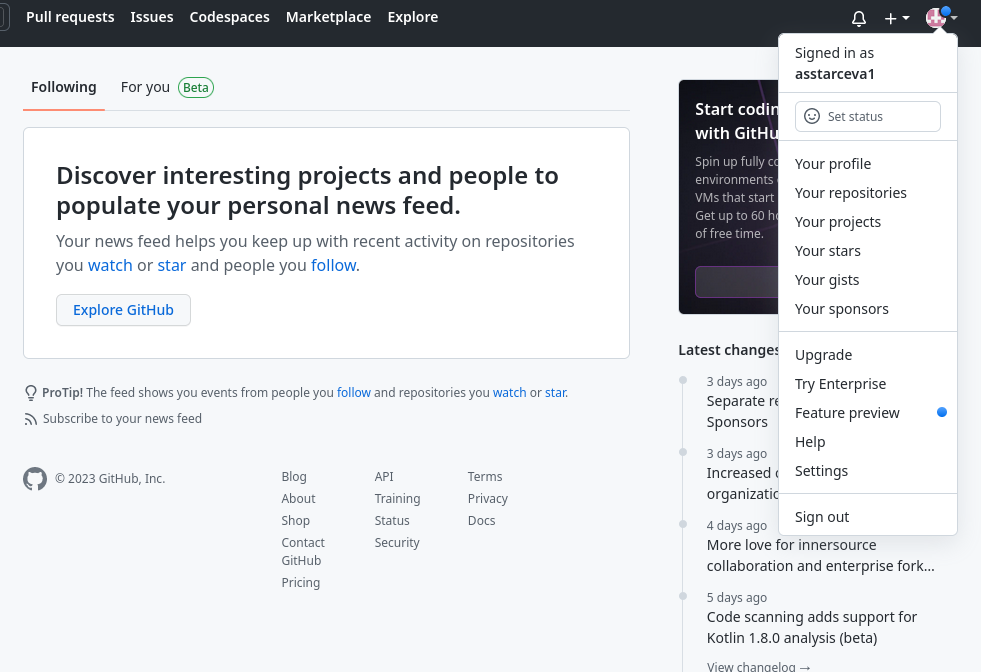 Pull requests Issues Codespaces Marketplace Explore
Signed in as
asstarceva1
Set status
Your profile
Your repositories
Your projects
Your stars
Your gists
Your sponsors
Upgrade
Try Enterprise
Feature preview
Help
Settings
Sign out
Following For you Beta
Discover interesting projects and people to
populate your personal news feed.
Your news feed helps you keep up with recent activity on repositories
you watch or star and people you follow.
Explore GitHub
ProTip! The feed shows you events from people you follow and repositories you watch or star.
Subscribe to your news feed
© 2023 GitHub, Inc.
Blog
About
Shop
Contact
GitHub
Pricing
API
Training
Status
Security
Terms
Privacy
Docs
Start codin
with GitHu
Spin up fully co
environments
VMs that start
Get up to 60 ho
of free time.
Latest changes
3 days ago
Separate re
Sponsors
3 days ago
Increased
organizatio
4 days ago
More love for innersource
collaboration and enterprise fork…
5 days ago
Code scanning adds support for
Kotlin 1.8.0 analysis (beta)
View changelog →